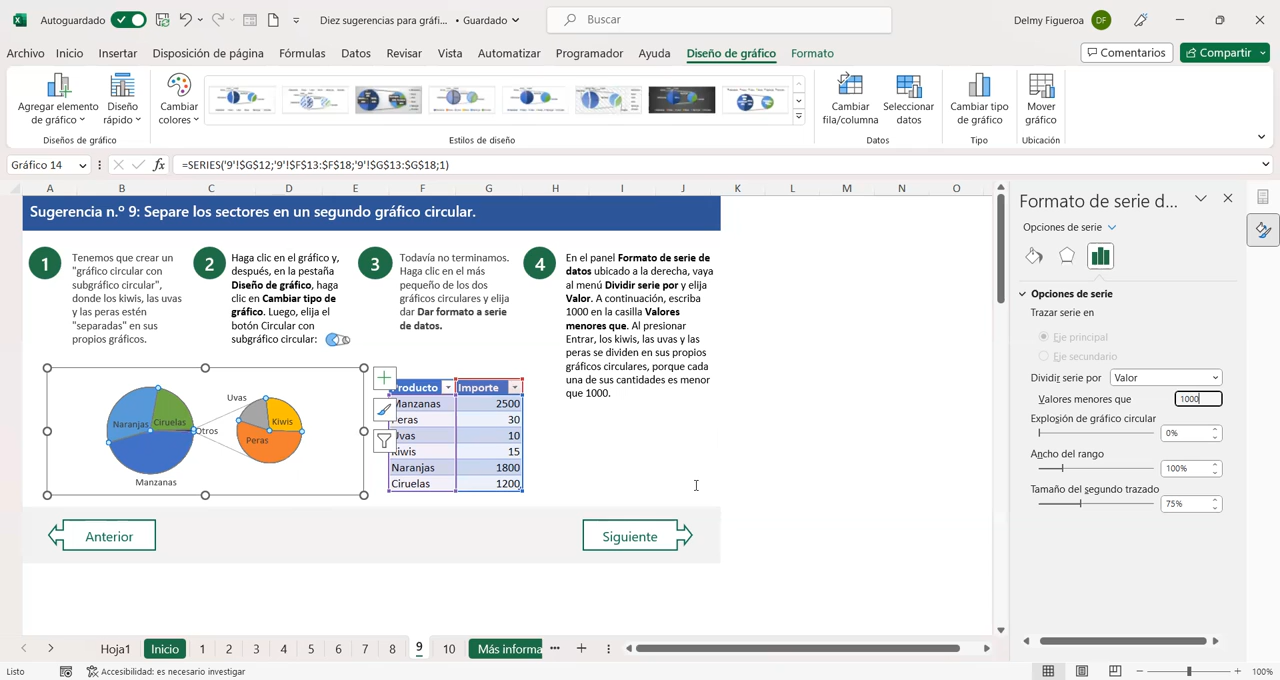 Autoguardado
Diez sugerencias para gráfi... • Guardado
Buscar
Delmy Figueroa
DF
Archivo Inicio Insertar Disposición de página Fórmulas Datos Revisar Vista Automatizar Programador Ayuda Diseño de gráfico Formato
Comentarios
Compartir
Agregar elemento
de gráfico
Diseño
rápido
Diseños de gráfico
Cambiar
colores
Estilos de diseño
Cambiar
fila/columna
Seleccionar
datos
Datos
Cambiar tipo
de gráfico
Tipo
Mover
gráfico
Ubicación
Gráfico 14
fx
=SERIES('9'!$G$12;'9'!$F$13:$F$18;'9'!$G$13:$G$18;1)
A B C D E F G H I J K L M N O
Sugerencia n.º 9: Separe los sectores en un segundo gráfico circular.
1
Tenemos que crear un
"gráfico circular con
subgráfico circular",
donde los kiwis, las uvas
y las peras estén
"separadas" en sus
propios gráficos.
2
Haga clic en el gráfico y,
después, en la pestaña
Diseño de gráfico, haga
clic en Cambiar tipo de
gráfico. Luego, elija el
botón Circular con
subgráfico circular:
3
Todavía no terminamos.
Haga clic en el más
pequeño de los dos
gráficos circulares y elija
dar Dar formato a serie
de datos.
4
En el panel Formato de serie de
datos ubicado a la derecha, vaya
al menú Dividir serie por y elija
Valor. A continuación, escriba
1000 en la casilla Valores
menores que. Al presionar
Entrar, los kiwis, las uvas y las
peras se dividen en sus propios
gráficos circulares, porque cada
una de sus cantidades es menor
que 1000.
Naranjas
Ciruelas
Manzanas
Otros
Uvas
Kiwis
Peras
Producto Importe
Manzanas 2500
Peras 30
Uvas 10
Kiwis 15
Naranjas 1800
Ciruelas 1200
Anterior
Siguiente
Formato de serie d...
Opciones de serie
Opciones de serie
Trazar serie en
Eje principal
Eje secundario
Dividir serie por Valor
Valores menores que 1000
Explosión de gráfico circular
0%
Ancho del rango
100%
Tamaño del segundo trazado
75%
Hoja1 Inicio 1 2 3 4 5 6 7 8 9 10 Más informa ...
Listo
Accesibilidad: es necesario investigar
100%